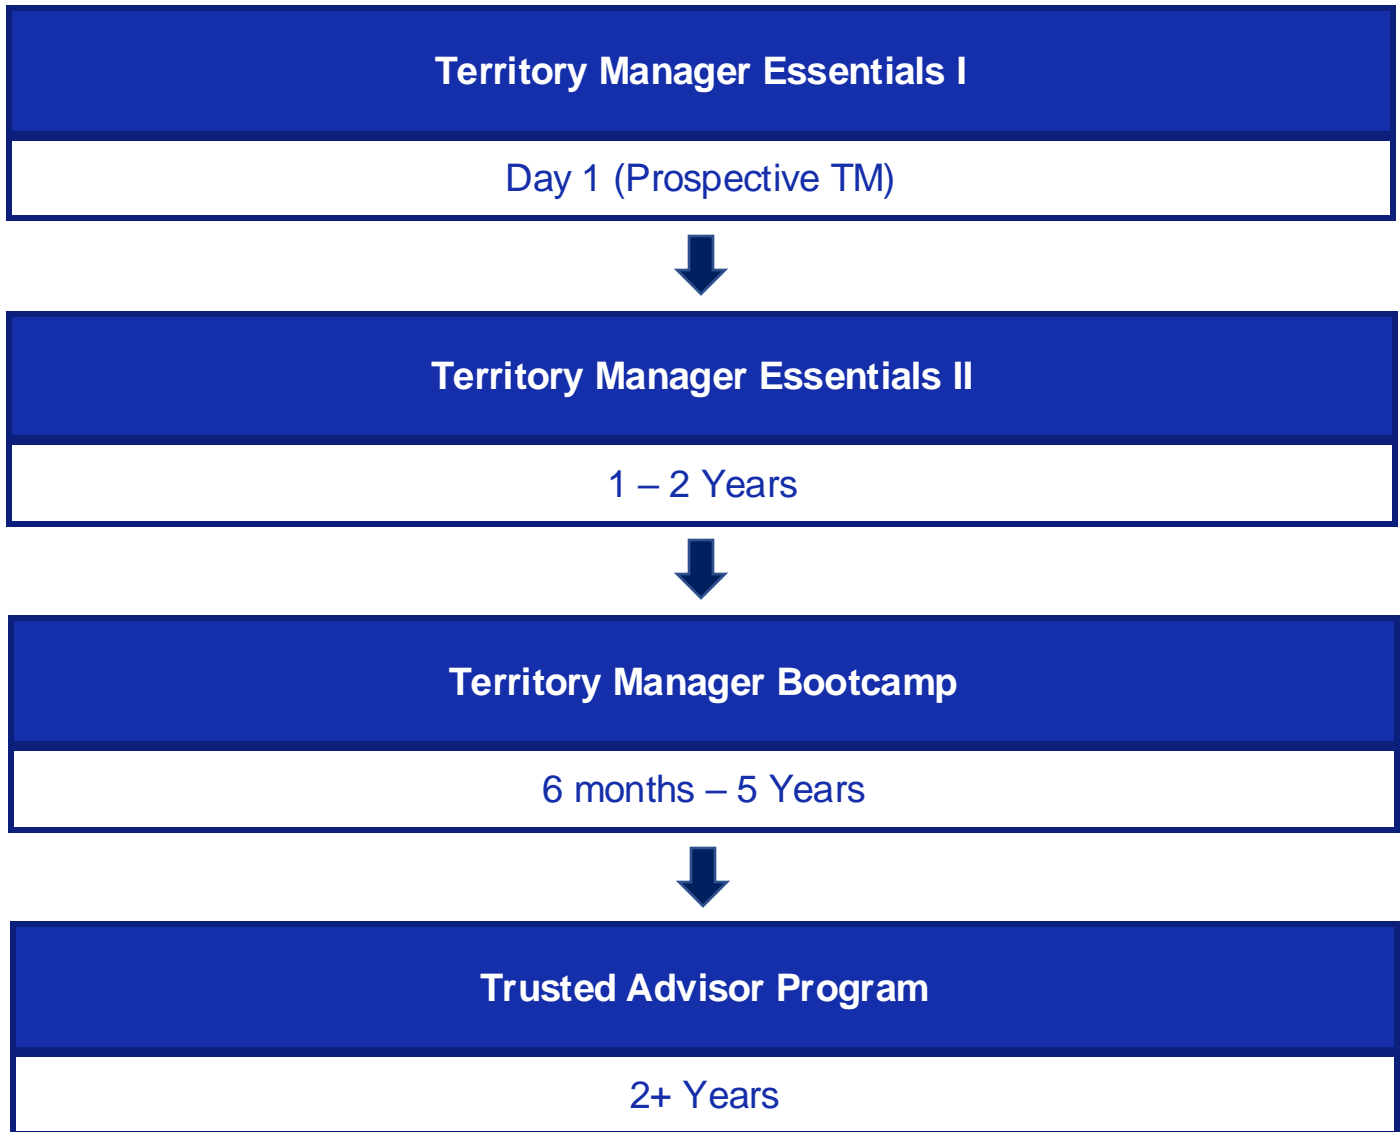 Territory Manager Essentials I
Day 1 (Prospective TM)
Territory Manager Essentials II
1 – 2 Years
Territory Manager Bootcamp
6 months – 5 Years
Trusted Advisor Program
2+ Years